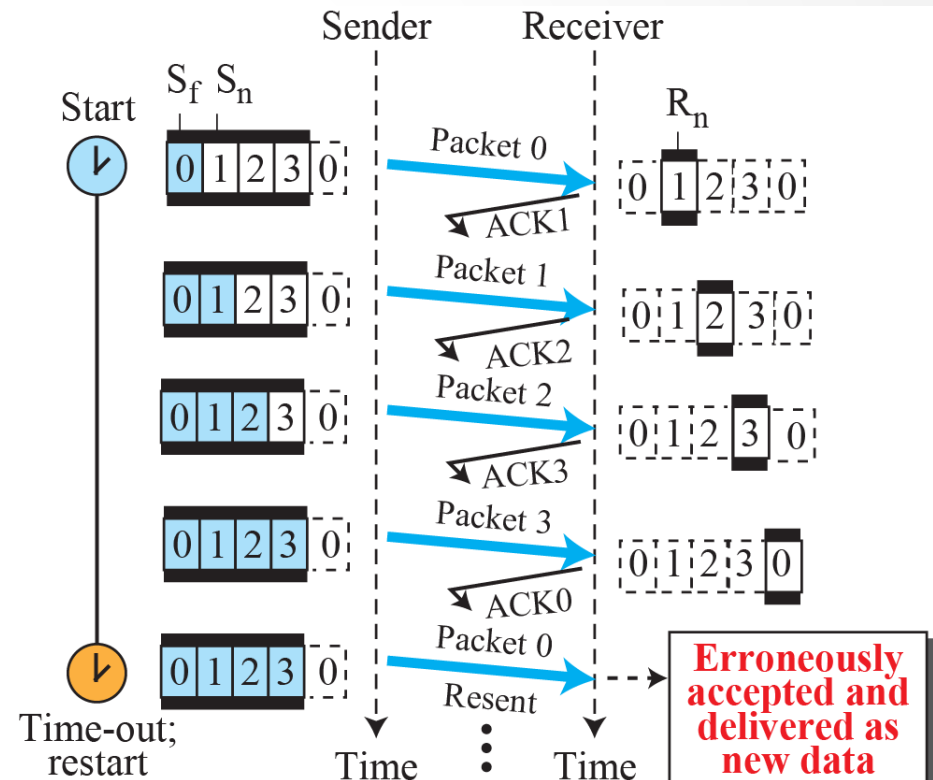 Sender Receiver
S_f S_n
Start
R_n
Packet 0
0 1 2 3 0
0 1 2 3 0
ACK1
Packet 1
0 1 2 3 0
0 1 2 3 0
ACK2
Packet 2
0 1 2 3 0
0 1 2 3 0
ACK3
Packet 3
0 1 2 3 0
0 1 2 3 0
ACK0
Packet 0
0 1 2 3 0
Resent
Erroneously
accepted and
delivered as
new data
Time-out;
restart
Time
Time